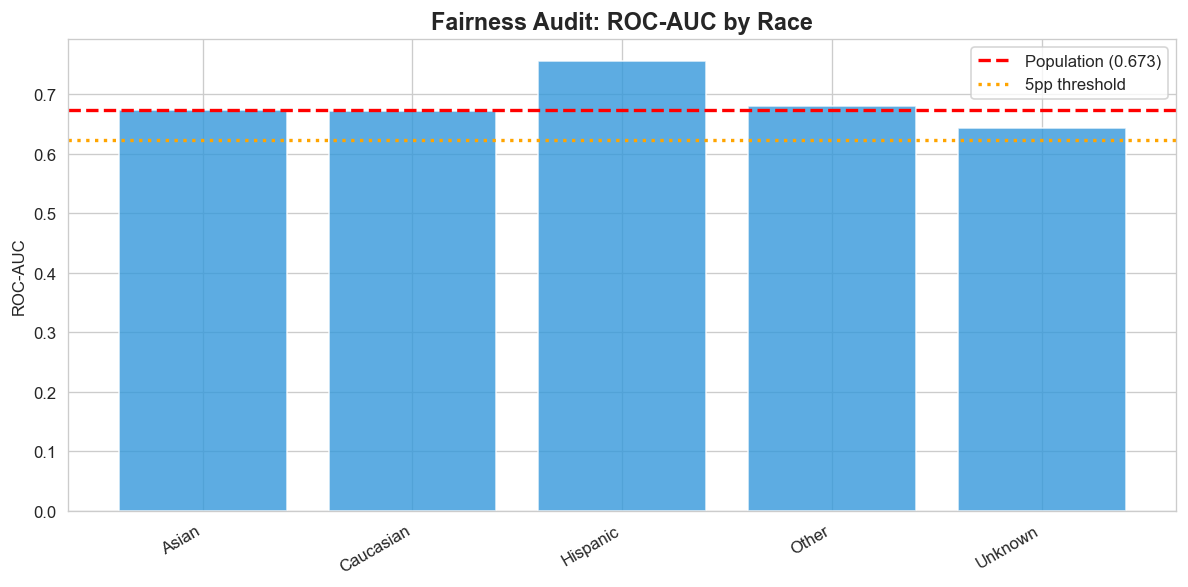 Fairness Audit: ROC-AUC by Race
Population (0.673)
5pp threshold
ROC-AUC
0.7
0.6
0.5
0.4
0.3
0.2
0.1
0.0
Asian
Caucasian
Hispanic
Other
Unknown